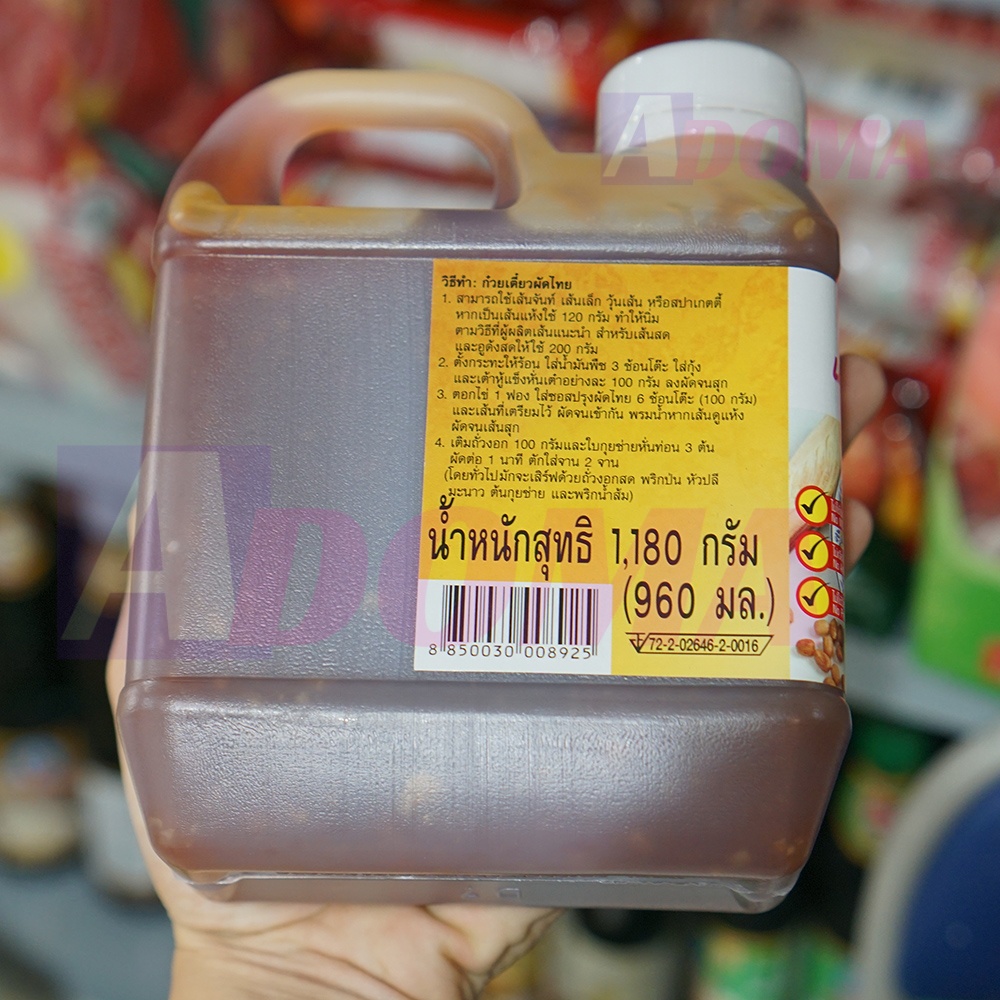 ADOMA
วิธีทำ: ก๋วยเตี๋ยวผัดไทย
1. สามารถใช้เส้นจันท์ เส้นเล็ก วุ้นเส้น หรือสปาเกตตี้
หากเป็นเส้นแห้งใช้ 120 กรัม ทำให้นิ่ม
ตามวิธีที่ผู้ผลิตเส้นแนะนำ สำหรับเส้นสด
และอูด้งสดให้ใช้ 200 กรัม
2. ตั้งกระทะให้ร้อน ใส่น้ำมันพืช 3 ช้อนโต๊ะ ใส่กุ้ง
และเต้าหู้แข็งหั่นเต๋าอย่างละ 100 กรัม ลงผัดจนสุก
3. ตอกไข่ 1 ฟอง ใส่ซอสปรุงผัดไทย 6 ช้อนโต๊ะ (100 กรัม)
และเส้นที่เตรียมไว้ ผัดจนเข้ากัน พรมน้ำหากเส้นดูแห้ง
ผัดจนเส้นสุก
4. เติมถั่วงอก 100 กรัมและใบกุยช่ายหั่นท่อน 3 ต้น
ผัดต่อ 1 นาที ตักใส่จาน 2 จาน
(โดยทั่วไปมักจะเสิร์ฟด้วยถั่วงอกสด พริกป่น หัวปลี
มะนาว ต้นกุยช่าย และพริกน้ำส้ม)
ADOMA
น้ำหนักสุทธิ 1,180 กรัม
(960 มล.)
72-2-02646-2-0016
8 850030 008925